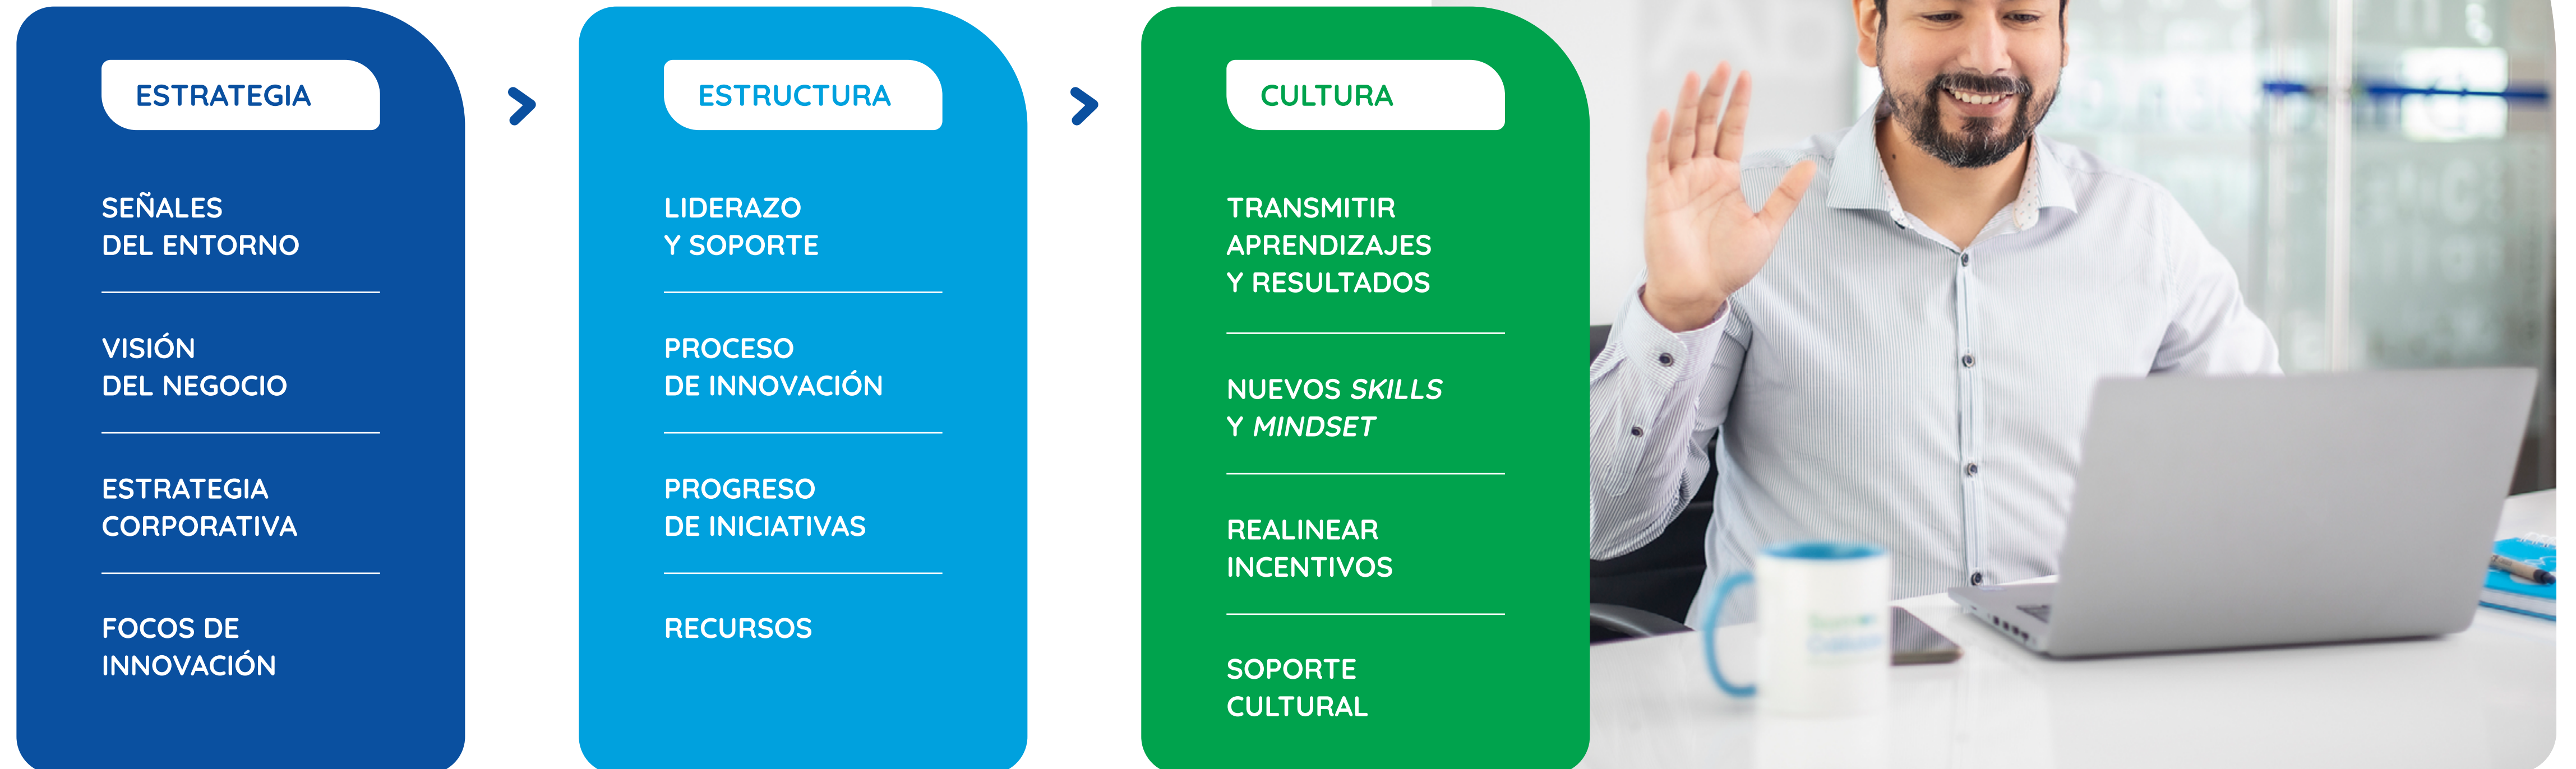 ESTRATEGIA
SEÑALES
DEL ENTORNO
VISIÓN
DEL NEGOCIO
ESTRATEGIA
CORPORATIVA
FOCOS DE
INNOVACIÓN
ESTRUCTURA
LIDERAZO
Y SOPORTE
PROCESO
DE INNOVACIÓN
PROGRESO
DE INICIATIVAS
RECURSOS
CULTURA
TRANSMITIR
APRENDIZAJES
Y RESULTADOS
NUEVOS SKILLS
Y MINDSET
REALINEAR
INCENTIVOS
SOPORTE
CULTURAL